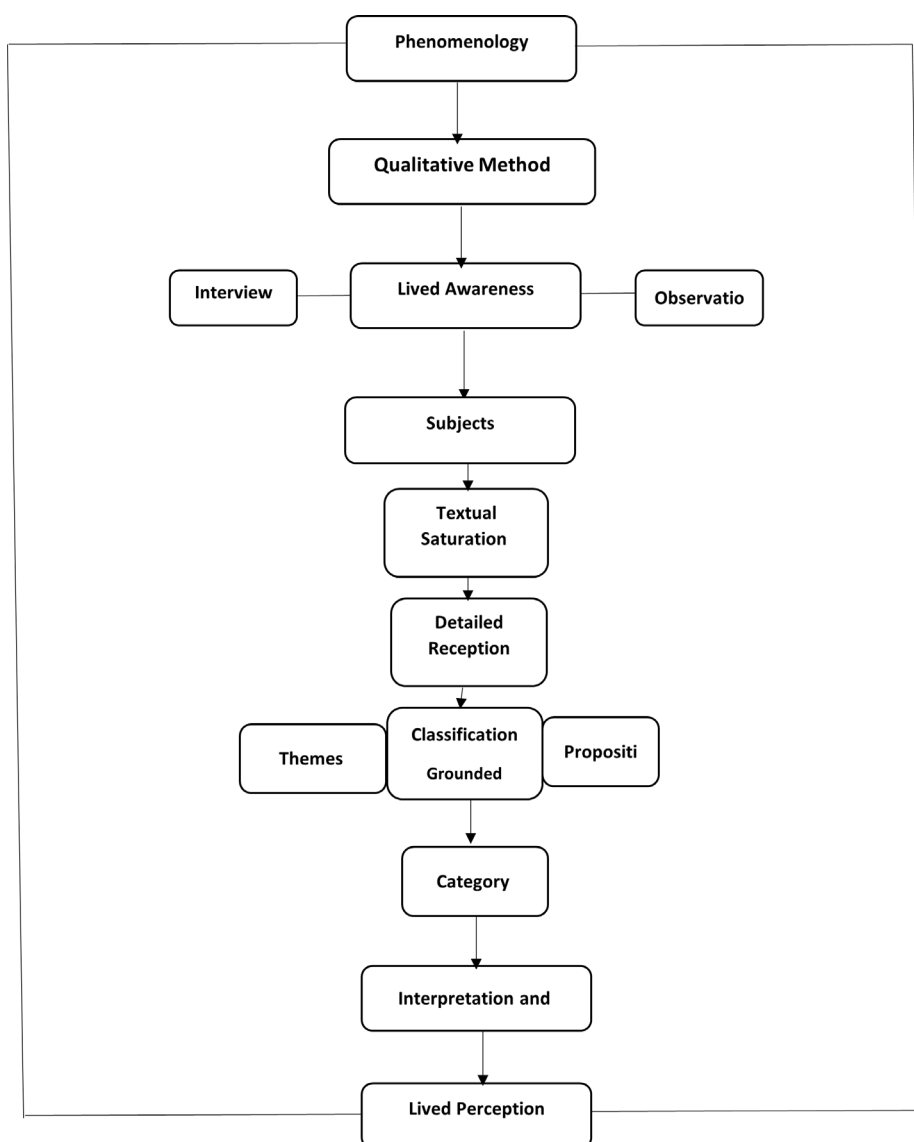 Phenomenology
Qualitative Method
Interview
Lived Awareness
Observatio
Subjects
Textual
Saturation
Detailed
Reception
Themes
Classification
Grounded
Propositi
Category
Interpretation and
Lived Perception